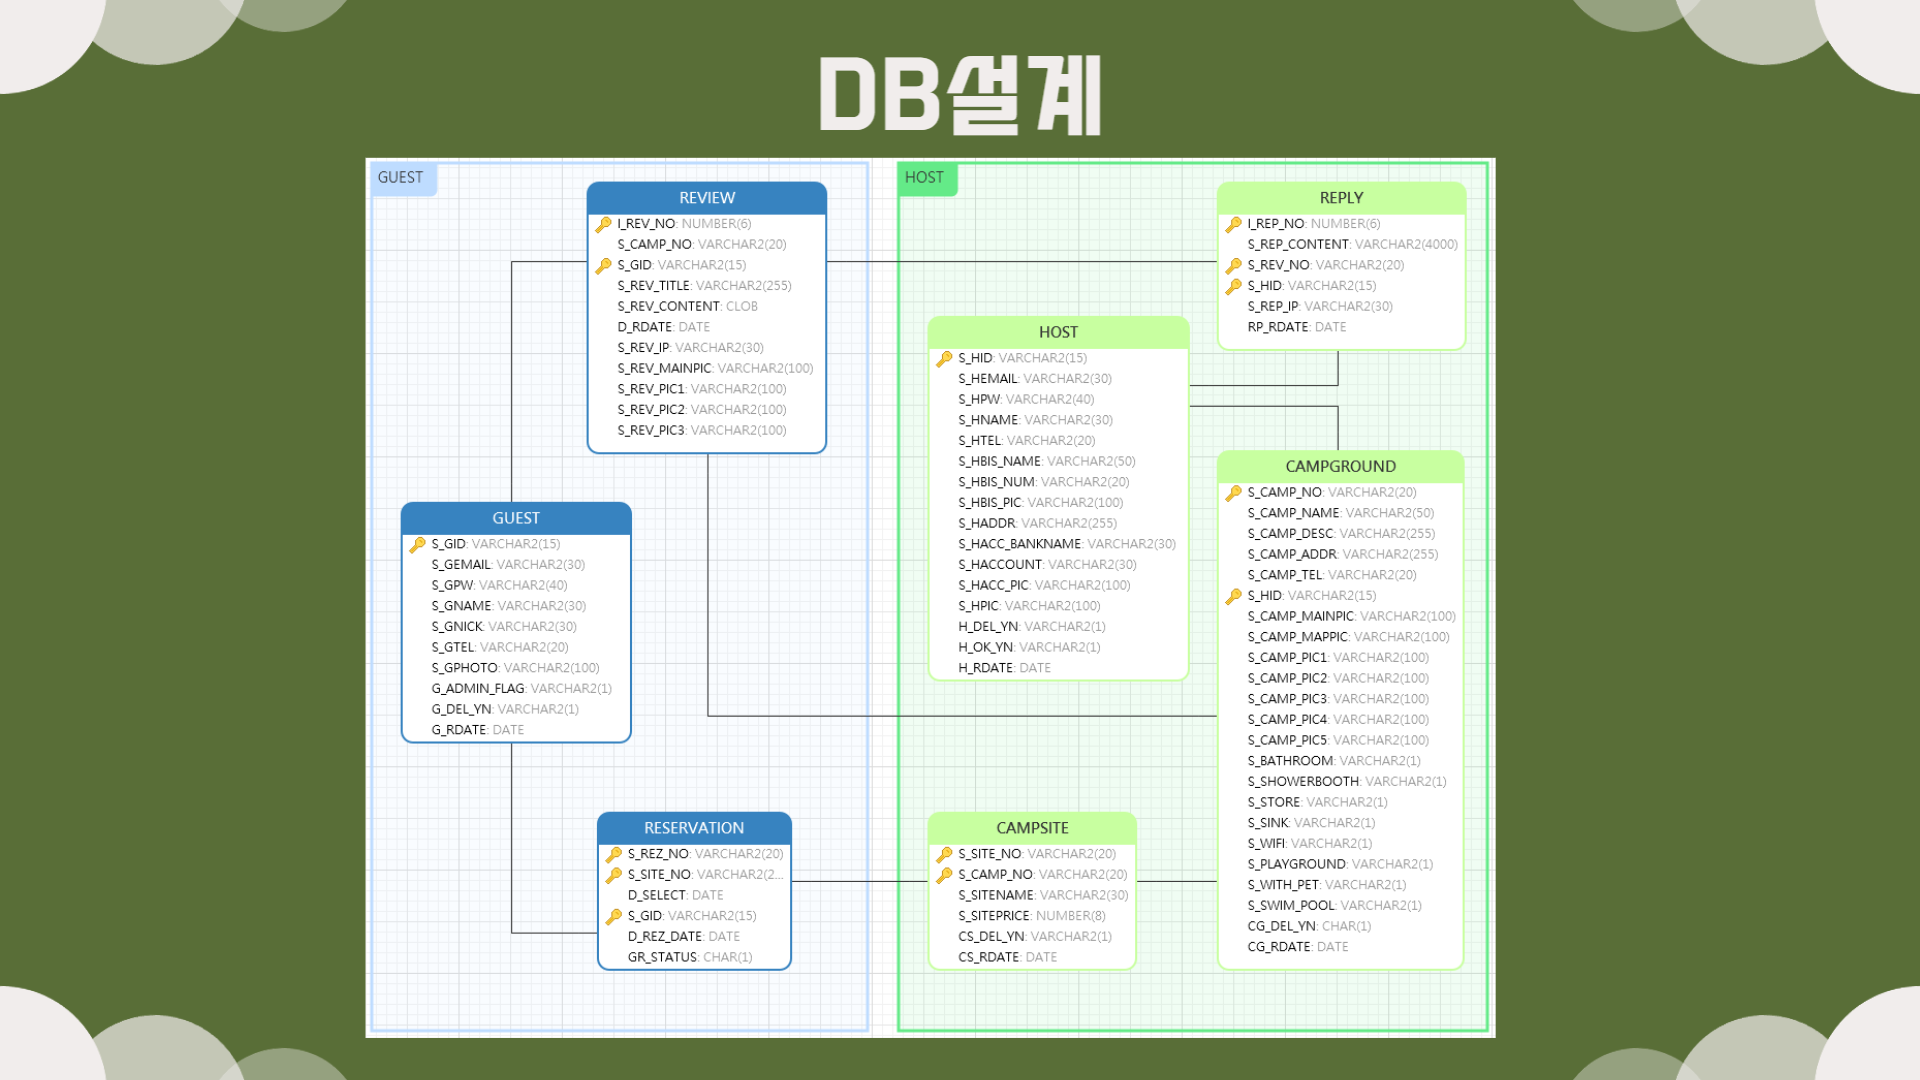 DB설계
GUEST
REVIEW
I_REV_NO: NUMBER(6)
S_CAMP_NO: VARCHAR2(20)
S_GID: VARCHAR2(15)
S_REV_TITLE: VARCHAR2(255)
S_REV_CONTENT: CLOB
D_RDATE: DATE
S_REV_IP: VARCHAR2(30)
S_REV_MAINPIC: VARCHAR2(100)
S_REV_PIC1: VARCHAR2(100)
S_REV_PIC2: VARCHAR2(100)
S_REV_PIC3: VARCHAR2(100)
GUEST
S_GID: VARCHAR2(15)
S_GEMAIL: VARCHAR2(30)
S_GPW: VARCHAR2(40)
S_GNAME: VARCHAR2(30)
S_GNICK: VARCHAR2(30)
S_GTEL: VARCHAR2(20)
S_GPHOTO: VARCHAR2(100)
G_ADMIN_FLAG: VARCHAR2(1)
G_DEL_YN: VARCHAR2(1)
G_RDATE: DATE
RESERVATION
S_REZ_NO: VARCHAR2(20)
S_SITE_NO: VARCHAR2(2...
D_SELECT: DATE
S_GID: VARCHAR2(15)
D_REZ_DATE: DATE
GR_STATUS: CHAR(1)
HOST
REPLY
I_REP_NO: NUMBER(6)
S_REP_CONTENT: VARCHAR2(4000)
S_REV_NO: VARCHAR2(20)
S_HID: VARCHAR2(15)
S_REP_IP: VARCHAR2(30)
RP_RDATE: DATE
HOST
S_HID: VARCHAR2(15)
S_HEMAIL: VARCHAR2(30)
S_HPW: VARCHAR2(40)
S_HNAME: VARCHAR2(30)
S_HTEL: VARCHAR2(20)
S_HBIS_NAME: VARCHAR2(50)
S_HBIS_NUM: VARCHAR2(20)
S_HBIS_PIC: VARCHAR2(100)
S_HADDR: VARCHAR2(255)
S_HACC_BANKNAME: VARCHAR2(30)
S_HACCOUNT: VARCHAR2(30)
S_HACC_PIC: VARCHAR2(100)
S_HPIC: VARCHAR2(100)
H_DEL_YN: VARCHAR2(1)
H_OK_YN: VARCHAR2(1)
H_RDATE: DATE
CAMPGROUND
S_CAMP_NO: VARCHAR2(20)
S_CAMP_NAME: VARCHAR2(50)
S_CAMP_DESC: VARCHAR2(255)
S_CAMP_ADDR: VARCHAR2(255)
S_CAMP_TEL: VARCHAR2(20)
S_HID: VARCHAR2(15)
S_CAMP_MAINPIC: VARCHAR2(100)
S_CAMP_MAPPIC: VARCHAR2(100)
S_CAMP_PIC1: VARCHAR2(100)
S_CAMP_PIC2: VARCHAR2(100)
S_CAMP_PIC3: VARCHAR2(100)
S_CAMP_PIC4: VARCHAR2(100)
S_CAMP_PIC5: VARCHAR2(100)
S_BATHROOM: VARCHAR2(1)
S_SHOWERBOOTH: VARCHAR2(1)
S_STORE: VARCHAR2(1)
S_SINK: VARCHAR2(1)
S_WIFI: VARCHAR2(1)
S_PLAYGROUND: VARCHAR2(1)
S_WITH_PET: VARCHAR2(1)
S_SWIM_POOL: VARCHAR2(1)
CG_DEL_YN: CHAR(1)
CG_RDATE: DATE
CAMPSITE
S_SITE_NO: VARCHAR2(20)
S_CAMP_NO: VARCHAR2(20)
S_SITENAME: VARCHAR2(30)
S_SITEPRICE: NUMBER(8)
CS_DEL_YN: VARCHAR2(1)
CS_RDATE: DATE